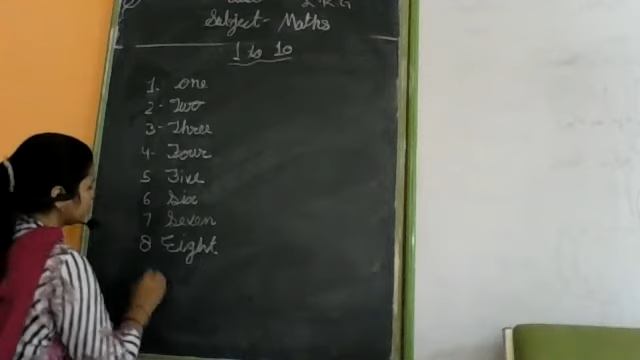 L.K.G
Subject- Maths
1 to 10
1. One
2- Two
3- Three
4- Four
5 Five
6 Six
7 Seven
8 Eight